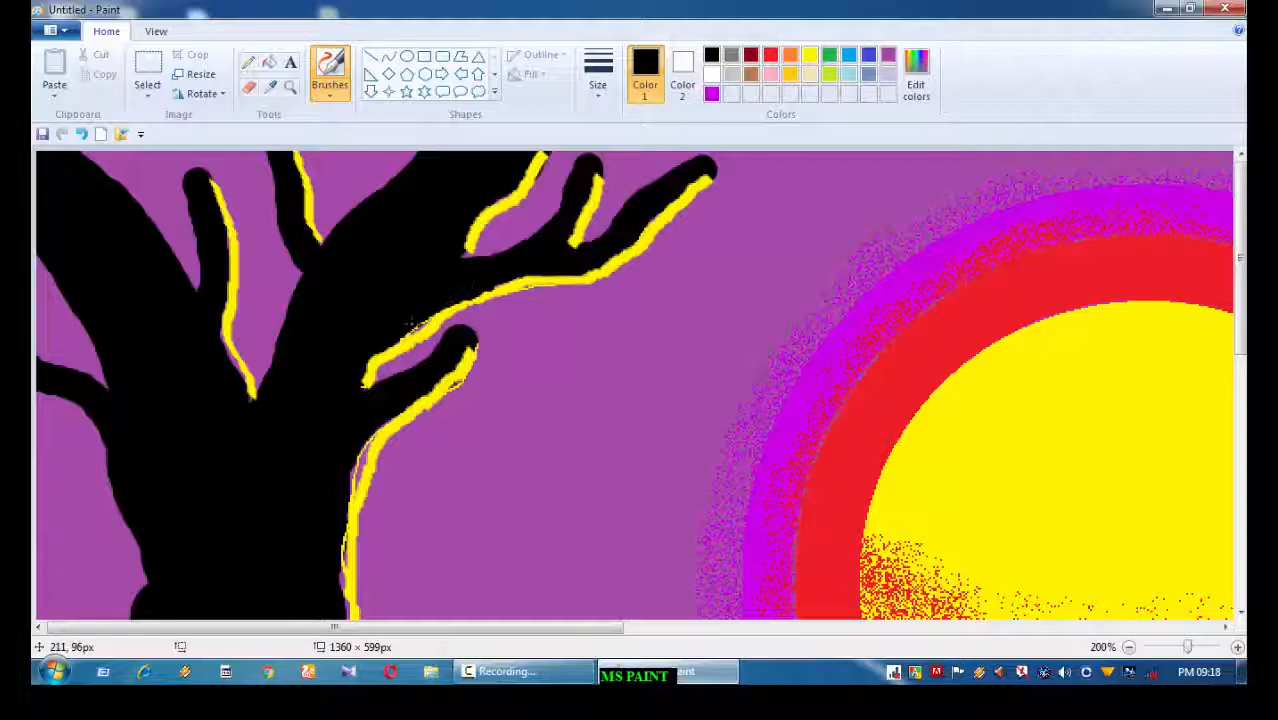 Untitled - Paint
Home View
Paste
Cut
Copy
Clipboard
Select
Crop
Resize
Rotate
Image
A
Tools
Brushes
Outline
Fill
Shapes
Size
Color 1
Color 2
Edit colors
Colors
211, 96px
1360 × 599px
200%
Recording...
MS PAINT
aint
PM 09:18